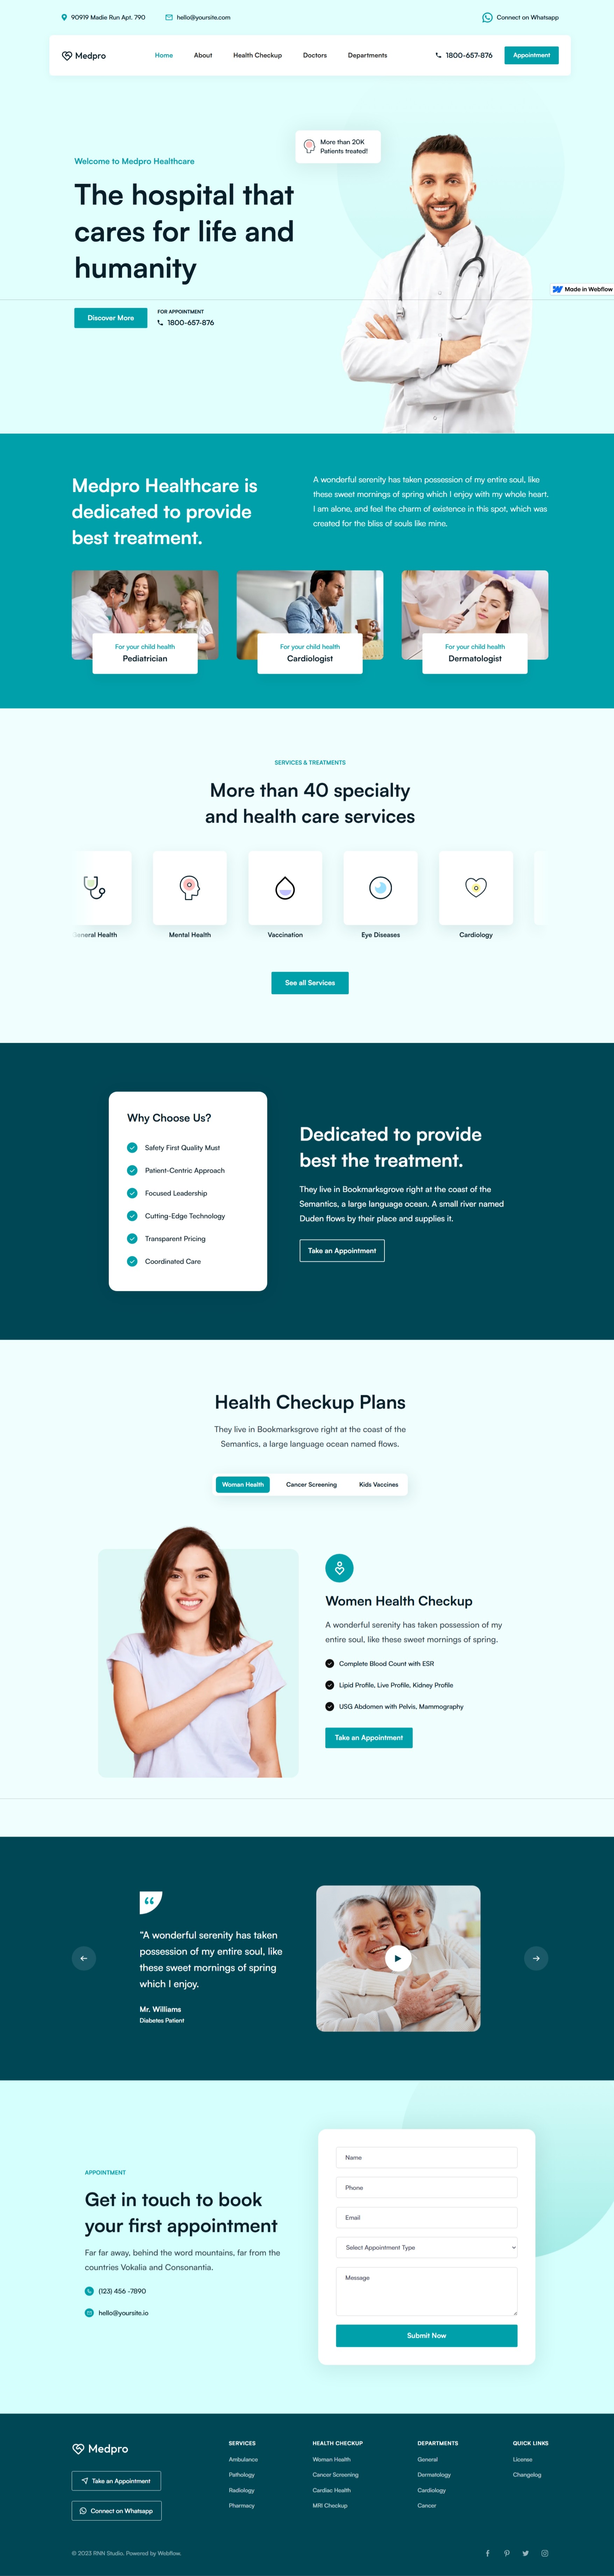 90919 Madie Run Apt. 790
hello@yoursite.com
Connect on Whatsapp
Medpro
Home
About
Health Checkup
Doctors
Departments
1800-657-876
Appointment
More than 20K
Patients treated!
Welcome to Medpro Healthcare
The hospital that
cares for life and
humanity
Made in Webflow
Discover More
FOR APPOINTMENT
1800-657-876
Medpro Healthcare is
dedicated to provide
best treatment.
A wonderful serenity has taken possession of my entire soul, like
these sweet mornings of spring which I enjoy with my whole heart.
I am alone, and feel the charm of existence in this spot, which was
created for the bliss of souls like mine.
For your child health
Pediatrician
For your child health
Cardiologist
For your child health
Dermatologist
SERVICES & TREATMENTS
More than 40 specialty
and health care services
General Health
Mental Health
Vaccination
Eye Diseases
Cardiology
See all Services
Why Choose Us?
Safety First Quality Must
Patient-Centric Approach
Focused Leadership
Cutting-Edge Technology
Transparent Pricing
Coordinated Care
Dedicated to provide
best the treatment.
They live in Bookmarksgrove right at the coast of the
Semantics, a large language ocean. A small river named
Duden flows by their place and supplies it.
Take an Appointment
Health Checkup Plans
They live in Bookmarksgrove right at the coast of the
Semantics, a large language ocean named flows.
Woman Health
Cancer Screening
Kids Vaccines
Women Health Checkup
A wonderful serenity has taken possession of my
entire soul, like these sweet mornings of spring.
Complete Blood Count with ESR
Lipid Profile, Live Profile, Kidney Profile
USG Abdomen with Pelvis, Mammography
Take an Appointment
"A wonderful serenity has taken
possession of my entire soul, like
these sweet mornings of spring
which I enjoy.
Mr. Williams
Diabetes Patient
APPOINTMENT
Get in touch to book
your first appointment
Far far away, behind the word mountains, far from the
countries Vokalia and Consonantia.
(123) 456 -7890
hello@yoursite.io
Name
Phone
Email
Select Appointment Type
Message
Submit Now
Medpro
Take an Appointment
Connect on Whatsapp
SERVICES
Ambulance
Pathology
Radiology
Pharmacy
HEALTH CHECKUP
Woman Health
Cancer Screening
Cardiac Health
MRI Checkup
DEPARTMENTS
General
Dermatology
Cardiology
Cancer
QUICK LINKS
License
Changelog
© 2023 RNN Studio. Powered by Webflow.